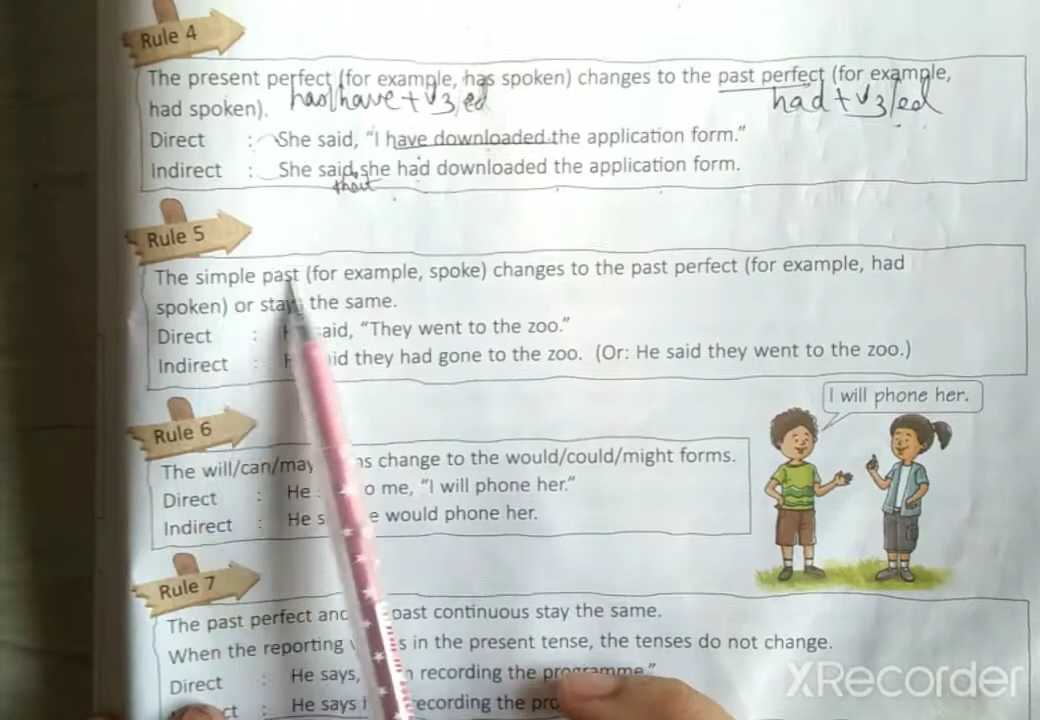 Rule 4
The present perfect (for example, has spoken) changes to the past perfect (for example,
had spoken). has/have + V3/ed had + V3/ed
Direct : She said, "I have downloaded the application form."
Indirect : She said, she had downloaded the application form.
that
Rule 5
The simple past (for example, spoke) changes to the past perfect (for example, had
spoken) or stay the same.
Direct : said, "They went to the zoo."
Indirect : they had gone to the zoo. (Or: He said they went to the zoo.)
I will phone her.
Rule 6
The will/can/may change to the would/could/might forms.
Direct : He me, "I will phone her."
Indirect : He would phone her.
Rule 7
The past perfect and past continuous stay the same.
When the reporting in the present tense, the tenses do not change.
Direct : He says, recording the programme."
: He says recording the
XRecorder